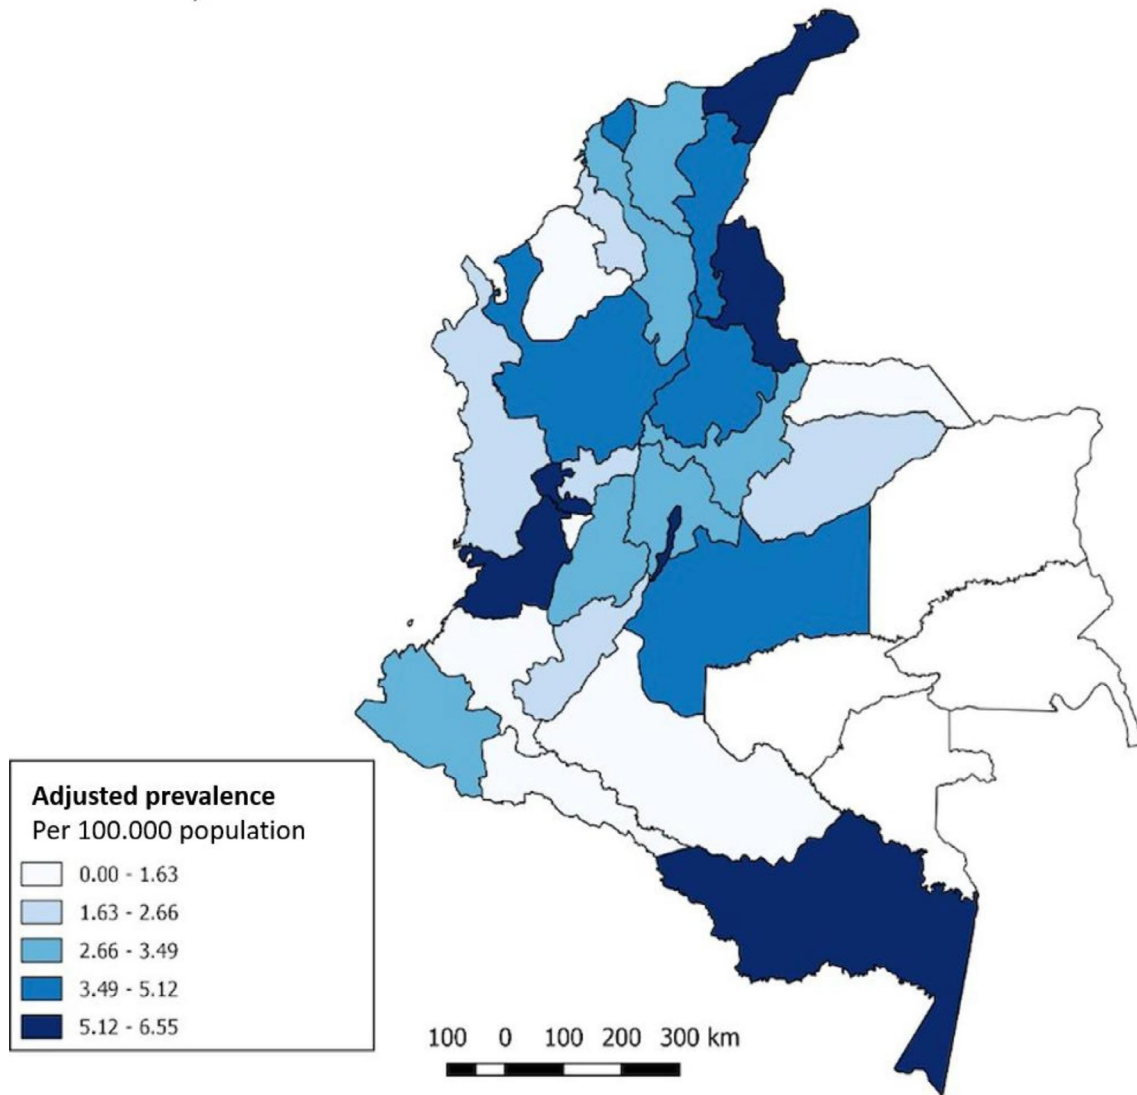 Adjusted prevalence
Per 100.000 population
0.00 - 1.63
1.63 - 2.66
2.66 - 3.49
3.49 - 5.12
5.12 - 6.55
100 0 100 200 300 km